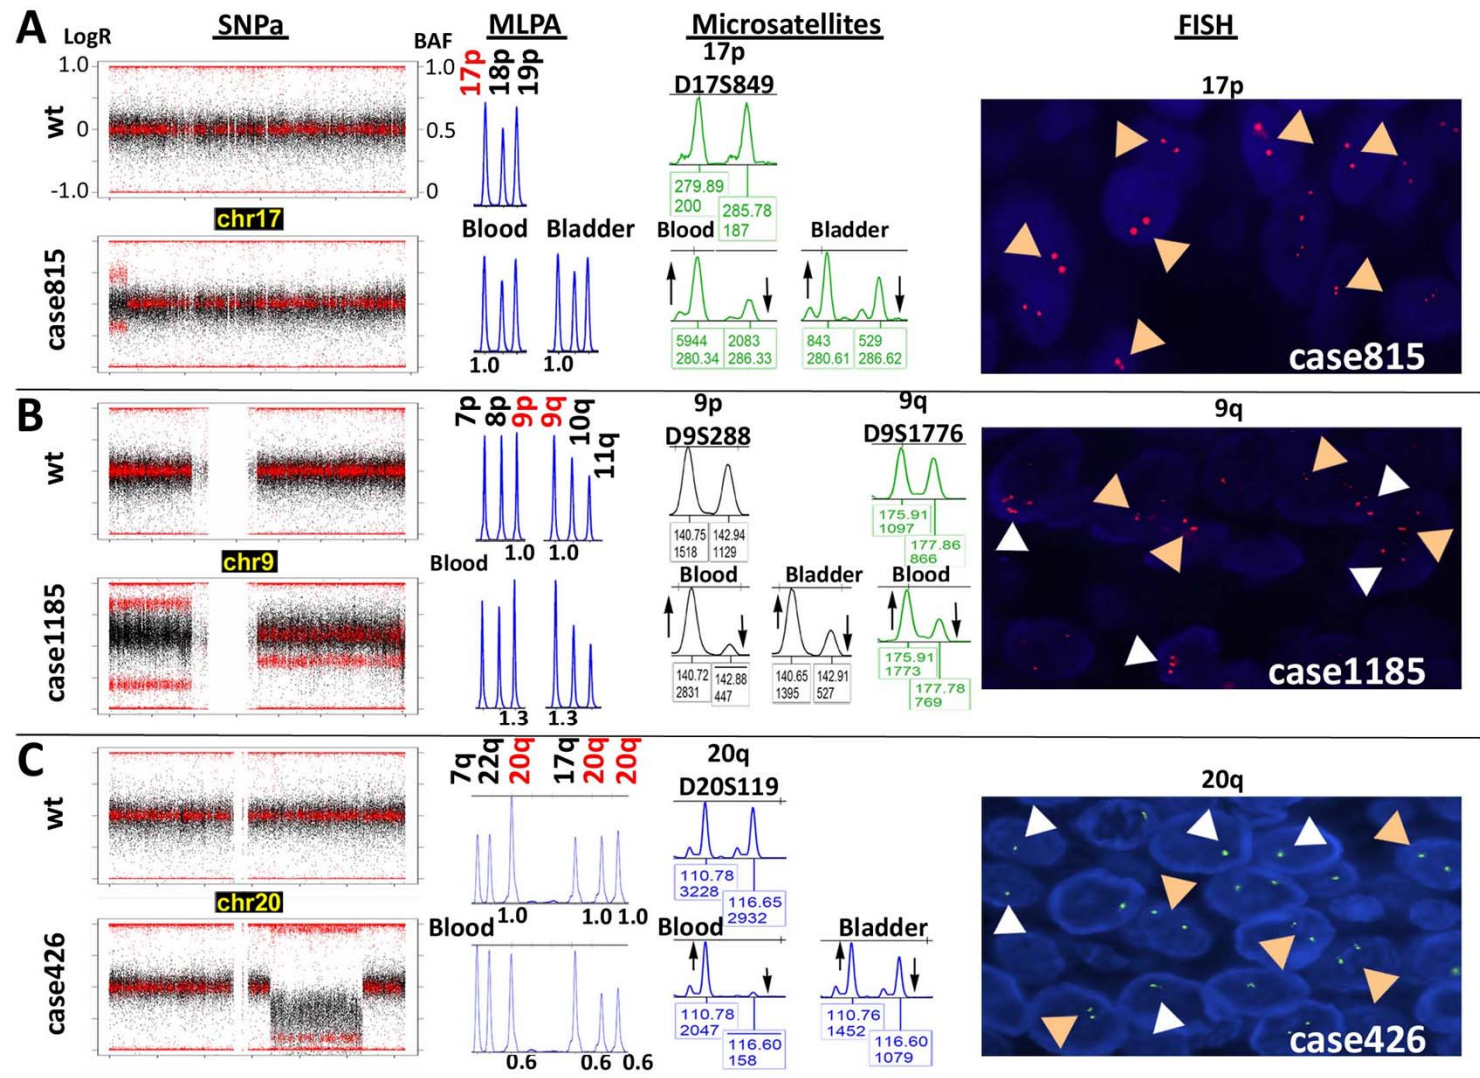 A
SNPa
MLPA
Microsatellites
FISH
LogR
BAF
17p
18p
19p
17p
D17S849
17p
1.0
0
-1.0
1.0
0.5
0
wt
279.89
200
285.78
187
chr17
Blood
Bladder
Blood
Bladder
case815
1.0
1.0
5944
280.34
2083
286.33
843
280.61
529
286.62
case815
B
7p
8p
9p
9q
10q
11q
9p
D9S288
9q
D9S1776
9q
wt
1.0
1.0
140.75
1518
142.94
1129
175.91
1097
177.86
866
chr9
Blood
Blood
Bladder
Blood
case1185
1.3
1.3
140.72
2831
142.88
447
140.65
1395
142.91
527
175.91
1773
177.78
769
case1185
C
7q
22q
20q
17q
20q
20q
20q
D20S119
20q
wt
1.0
1.0
1.0
110.78
3228
116.65
2932
chr20
Blood
Blood
Bladder
case426
0.6
0.6
0.6
110.78
2047
116.60
158
110.76
1452
116.60
1079
case426